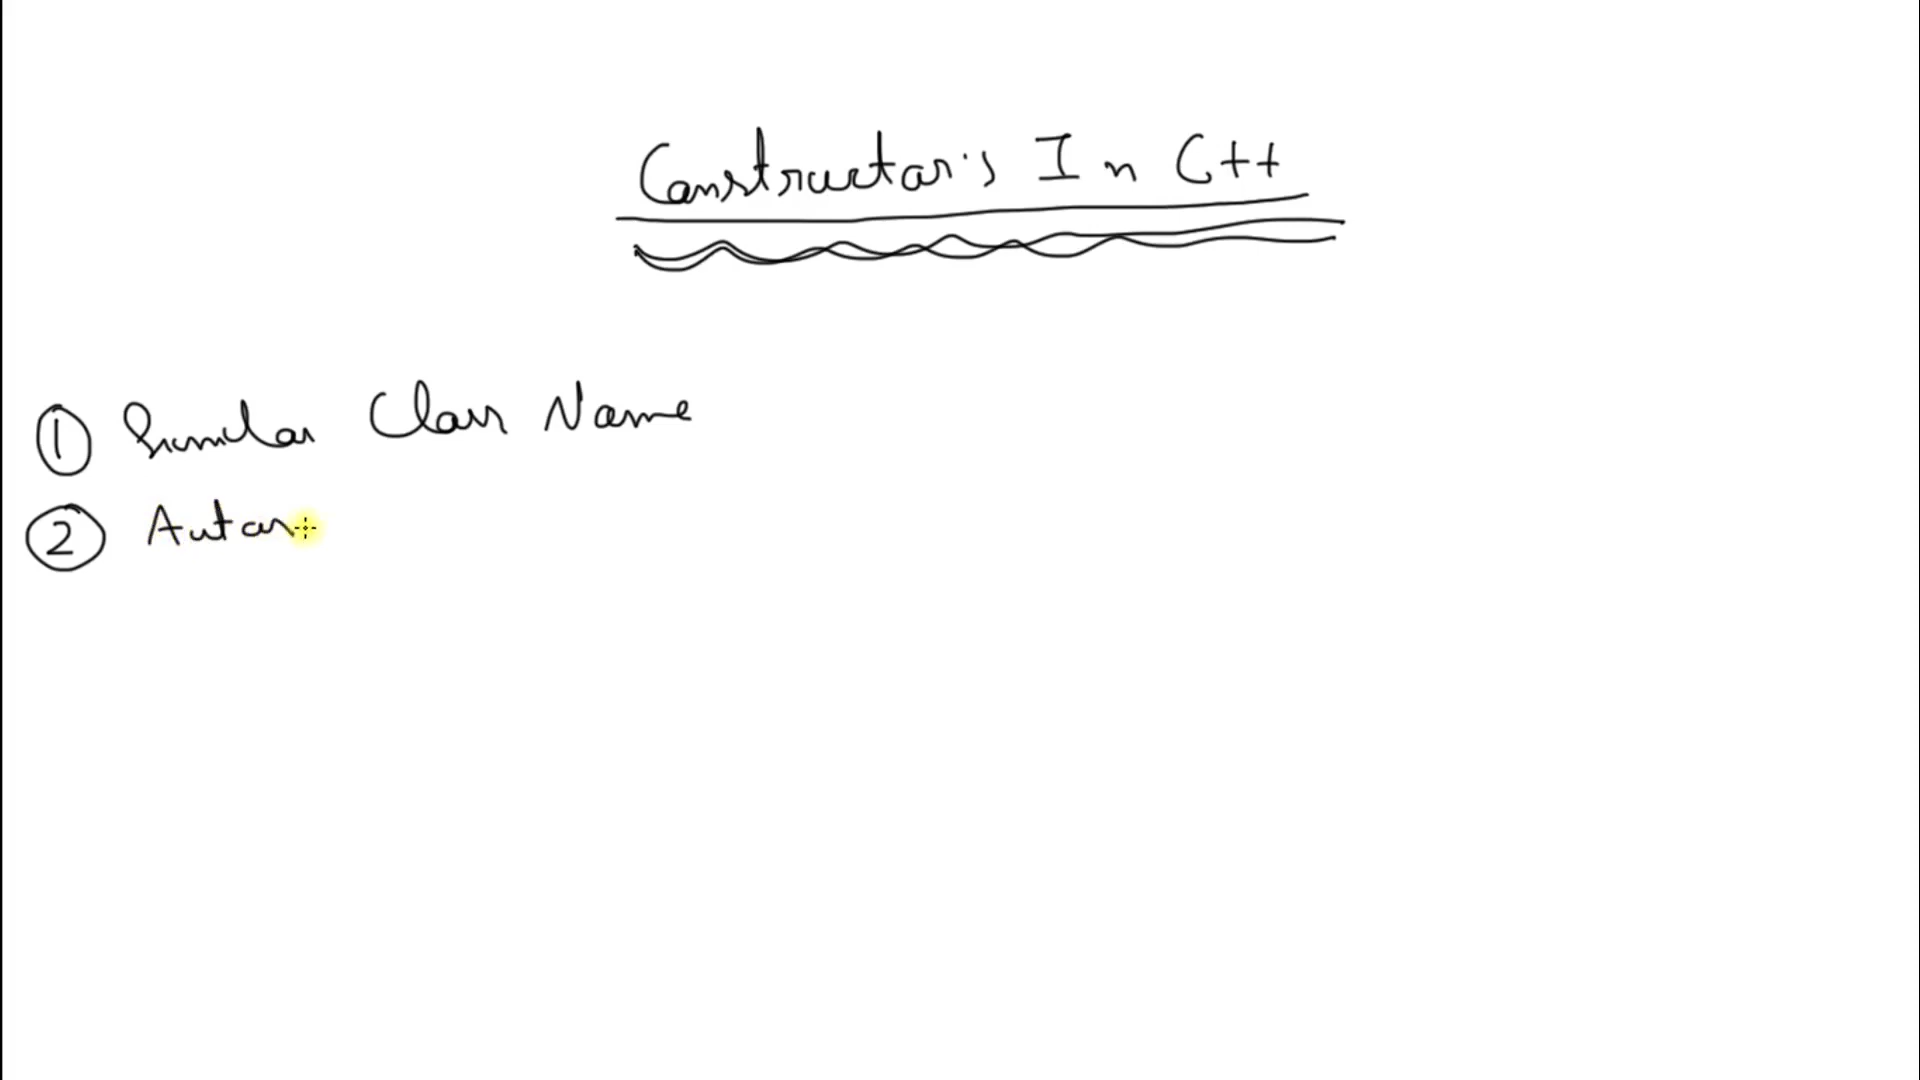 Constructor's In C++
① Similar Class Name
② Autom